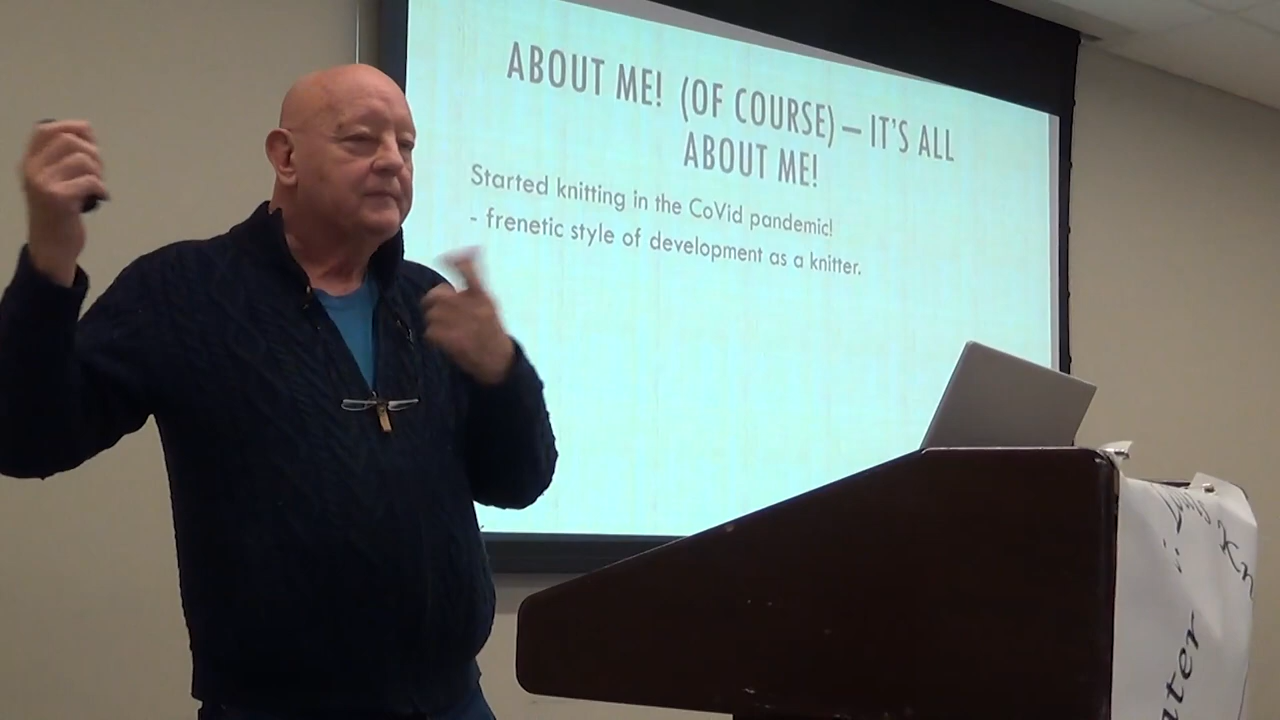 ABOUT ME! (OF COURSE) – IT'S ALL
ABOUT ME!
Started knitting in the CoVid pandemic!
- frenetic style of development as a knitter.